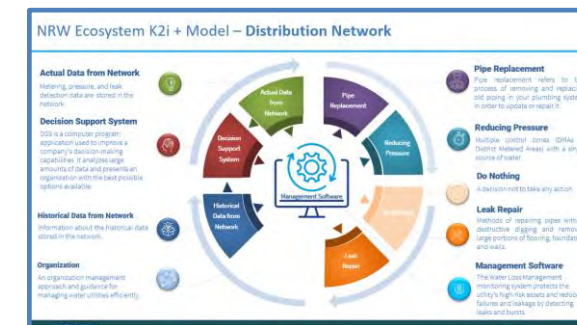 NRW Ecosystem K2i + Model – Distribution Network
Actual Data from Network
Metering, pressure, and leak
detection data are stored in the
network.
Decision Support System
DSS is a computer program
application used to improve a
company's decision-making
capabilities. It analyzes large
amounts of data and presents an
organization with the best possible
options available.
Historical Data from Network
Information about the historical data
stored in the network.
Organization
An organization management
approach and guidance for
managing water utilities efficiently.
Actual Data
from
Network
Pipe
Replacement
Decision
Support
System
Reducing
Pressure
Management Software
Historical
Data from
Network
Leak
Repair
Pipe Replacement
Pipe replacement refers to
process of removing and replaci
old piping in your plumbing syste
in order to update or repair it.
Reducing Pressure
Multiple control zones (DMAs
District Metered Areas) with a sing
source of water
Do Nothing
A decision not to take any action
Leak Repair
Methods of repairing pipes with
destructive digging and remov
large portions of flooring, foundatio
and walls.
Management Software
The Water Loss Management
monitoring system protects the
utility's high risk assets and reduce
failures and leakage by detecting
leaks and bursts